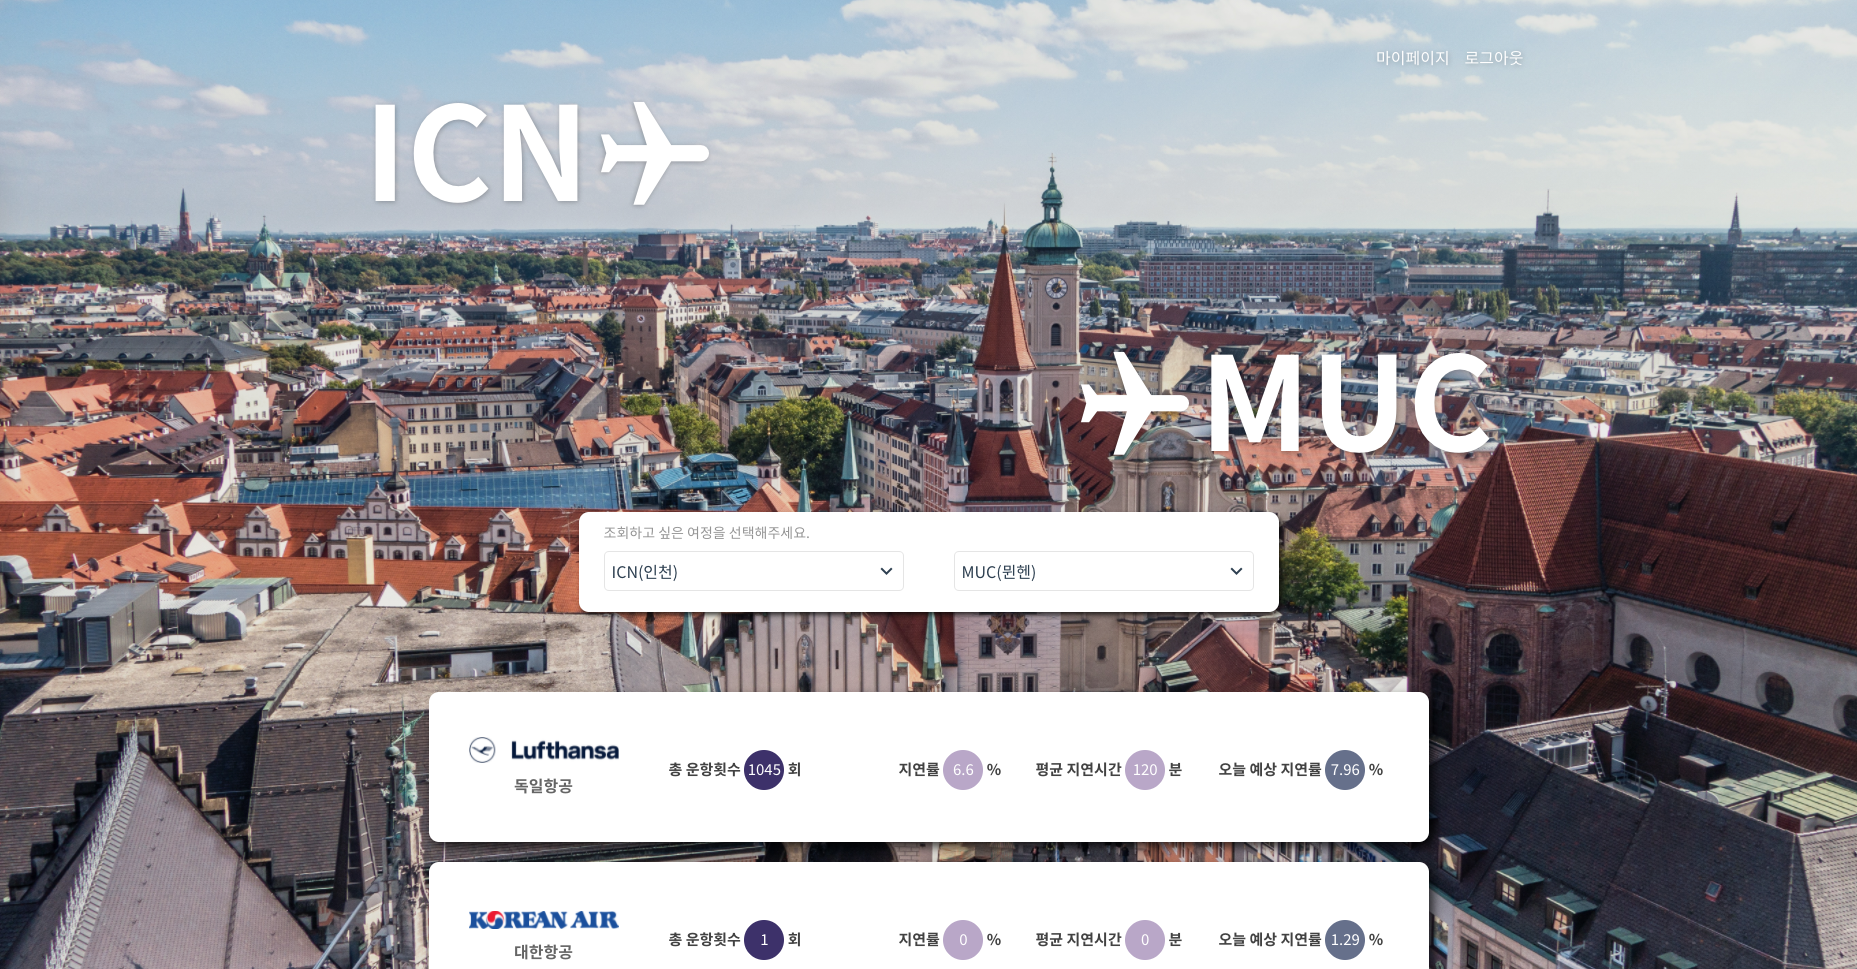 마이페이지 로그아웃
ICN
MUC
조회하고 싶은 여정을 선택해주세요.
ICN(인천) MUC(뮌헨)
Lufthansa
독일항공
총 운항횟수 1045 회 지연률 6.6 % 평균 지연시간 120 분 오늘 예상 지연률 7.96 %
KOREAN AIR
대한항공
총 운항횟수 1 회 지연률 0 % 평균 지연시간 0 분 오늘 예상 지연률 1.29 %